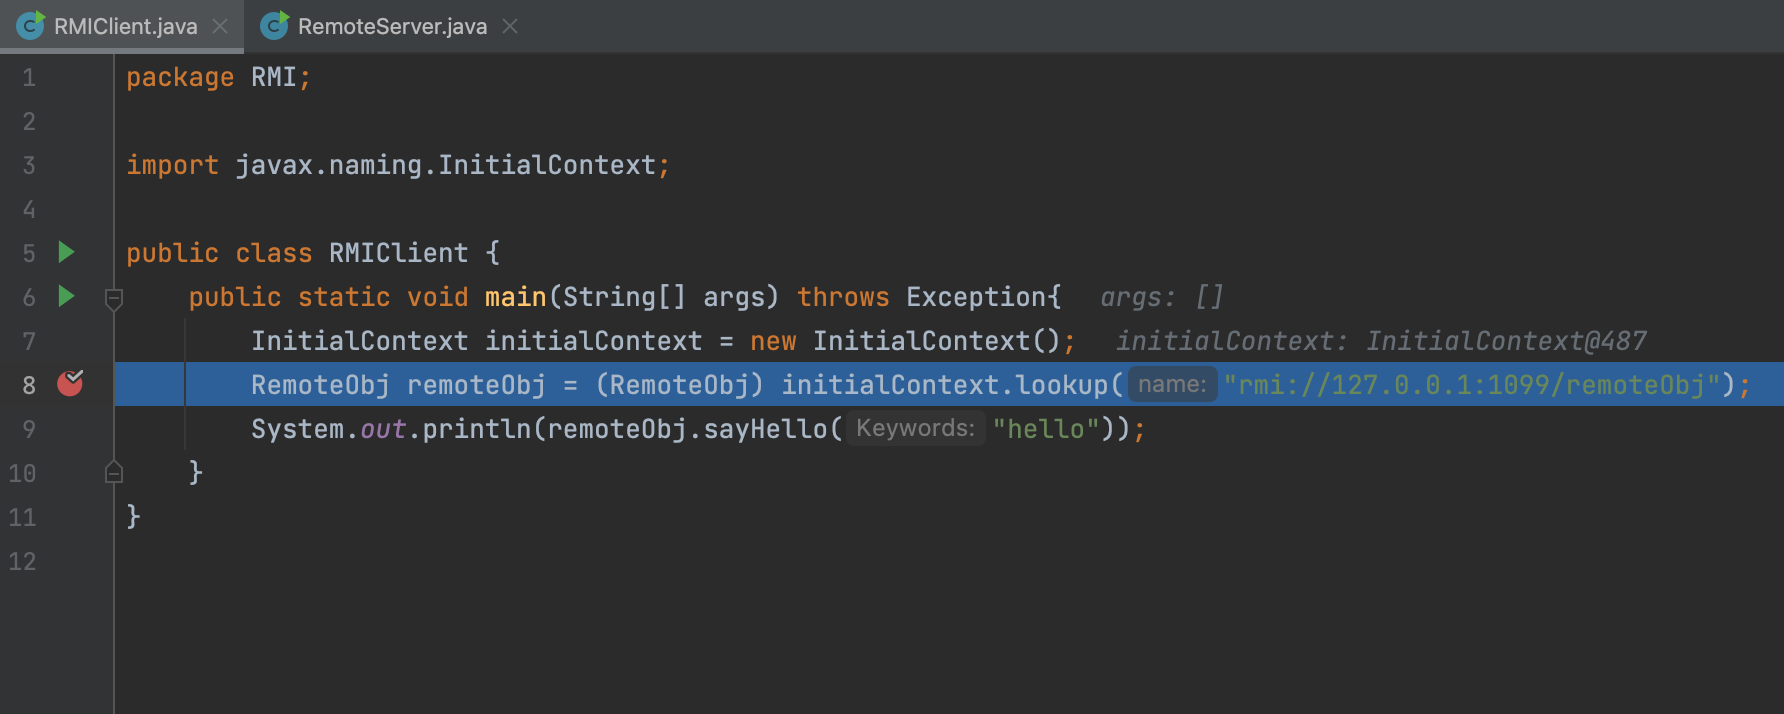 RMIClient.java
RemoteServer.java
1 package RMI;
2
3 import javax.naming.InitialContext;
4
5 public class RMIClient {
6 public static void main(String[] args) throws Exception{ args: []
7 InitialContext initialContext = new InitialContext(); initialContext: InitialContext@487
8 RemoteObj remoteObj = (RemoteObj) initialContext.lookup( name: "rmi://127.0.0.1:1099/remoteObj");
9 System.out.println(remoteObj.sayHello( Keywords: "hello"));
10 }
11 }
12